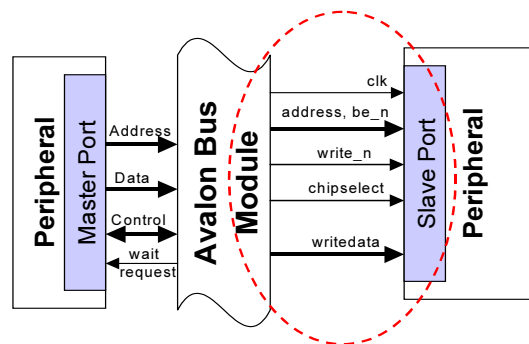 Peripheral
Master Port
Address
Data
Control
wait
request
Avalon Bus
Module
clk
address, be_n
write_n
chipselect
writedata
Slave Port
Peripheral